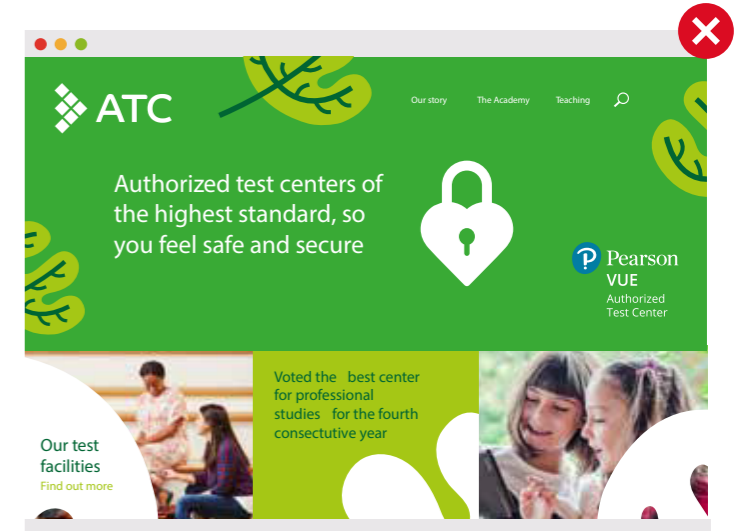 ATC
Our story
The Academy
Teaching
Authorized test centers of
the highest standard, so
you feel safe and secure
Pearson
VUE
Authorized
Test Center
Voted the best center
for professional
studies for the fourth
consectutive year
Our test
facilities
Find out more